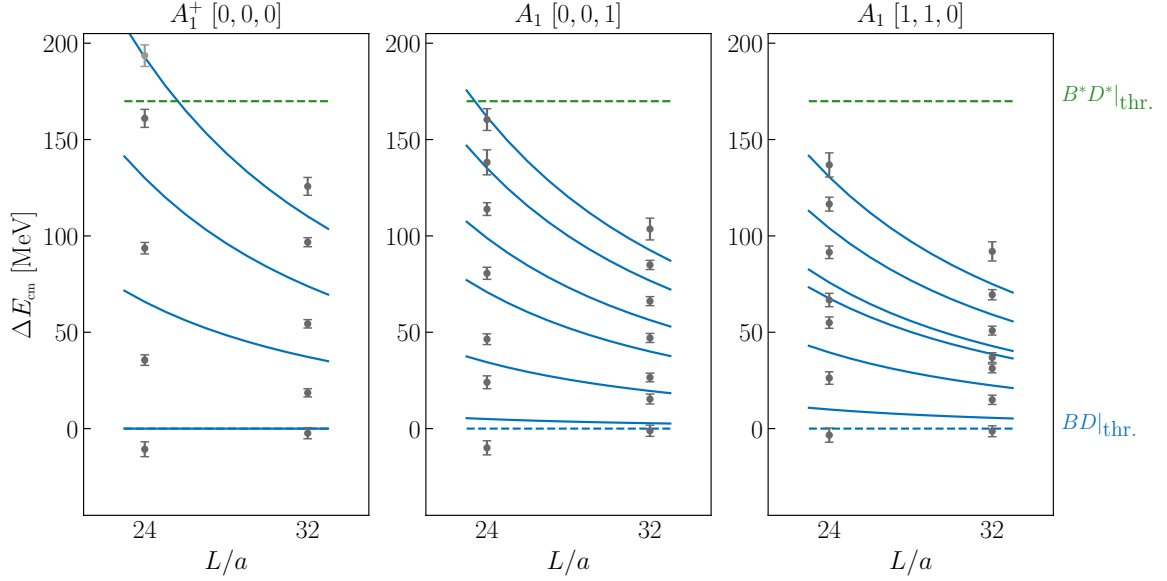 A₁⁺ [0, 0, 0]
A₁ [0, 0, 1]
A₁ [1, 1, 0]
ΔE_cm [MeV]
200
150
100
50
0
200
150
100
50
0
200
150
100
50
0
B*D*|thr.
BD|thr.
24 32
24 32
24 32
L/a
L/a
L/a